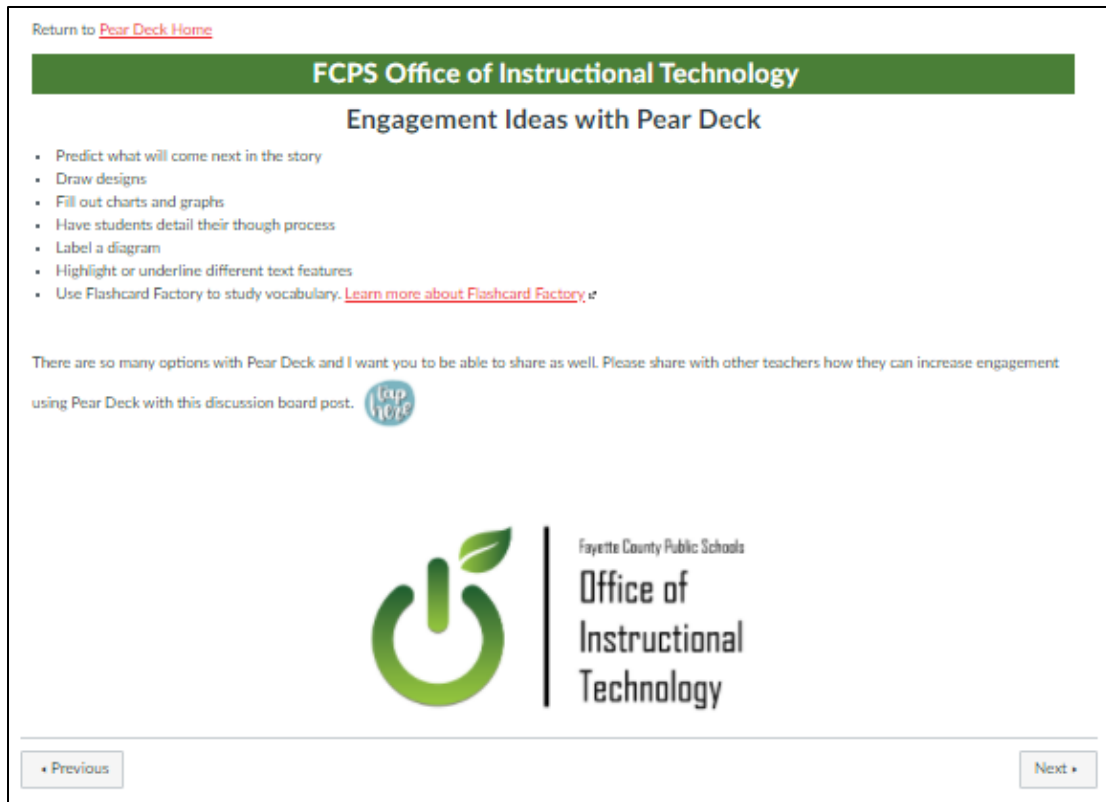 Return to Pear Deck Home
FCPS Office of Instructional Technology
Engagement Ideas with Pear Deck
Predict what will come next in the story
Draw designs
Fill out charts and graphs
Have students detail their though process
Label a diagram
Highlight or underline different text features
Use Flashcard Factory to study vocabulary. Learn more about Flashcard Factory
There are so many options with Pear Deck and I want you to be able to share as well. Please share with other teachers how they can increase engagement
using Pear Deck with this discussion board post.
tap
here
Fayette County Public Schools
Office of
Instructional
Technology
Previous
Next